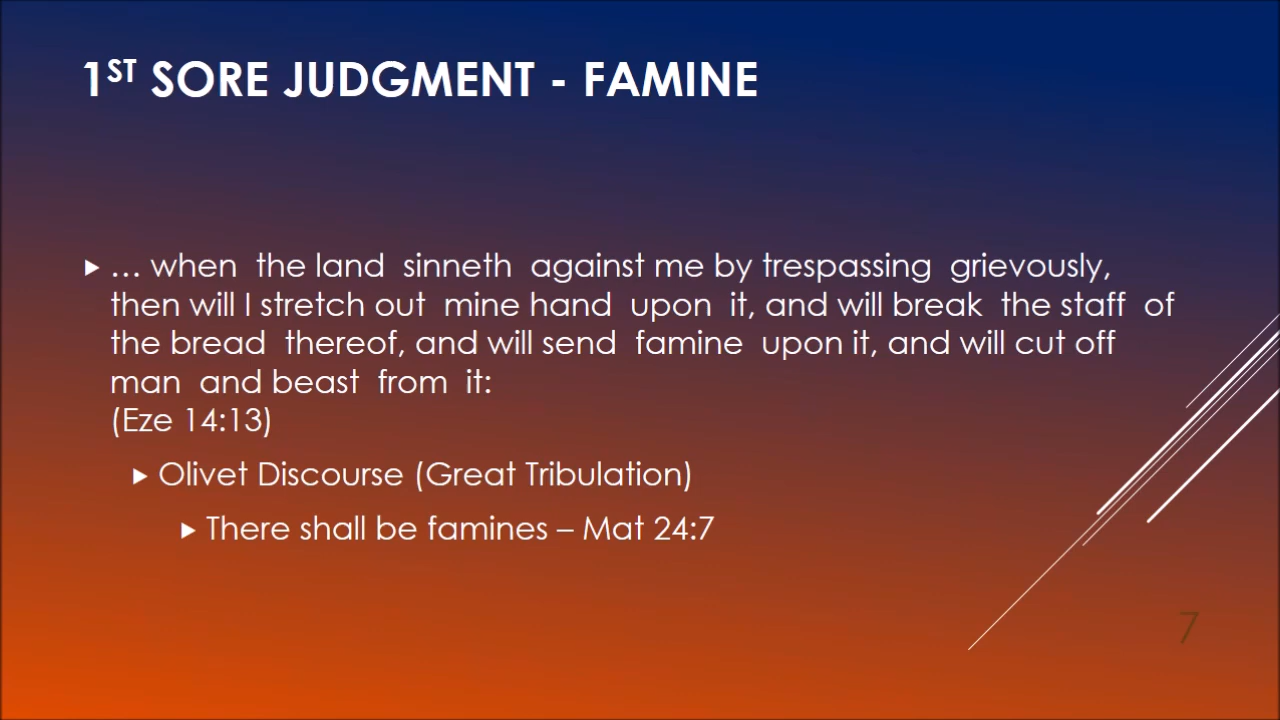 1ST SORE JUDGMENT - FAMINE
… when the land sinneth against me by trespassing grievously,
then will I stretch out mine hand upon it, and will break the staff of
the bread thereof, and will send famine upon it, and will cut off
man and beast from it:
(Eze 14:13)
Olivet Discourse (Great Tribulation)
There shall be famines – Mat 24:7
7